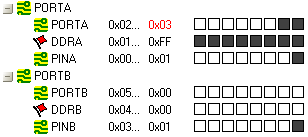 PORTA
PORTA 0x02... 0x03
DDRA 0x01... 0xFF
PINA 0x00... 0x01
PORTB
PORTB 0x05... 0x00
DDRB 0x04... 0x00
PINB 0x03... 0x01